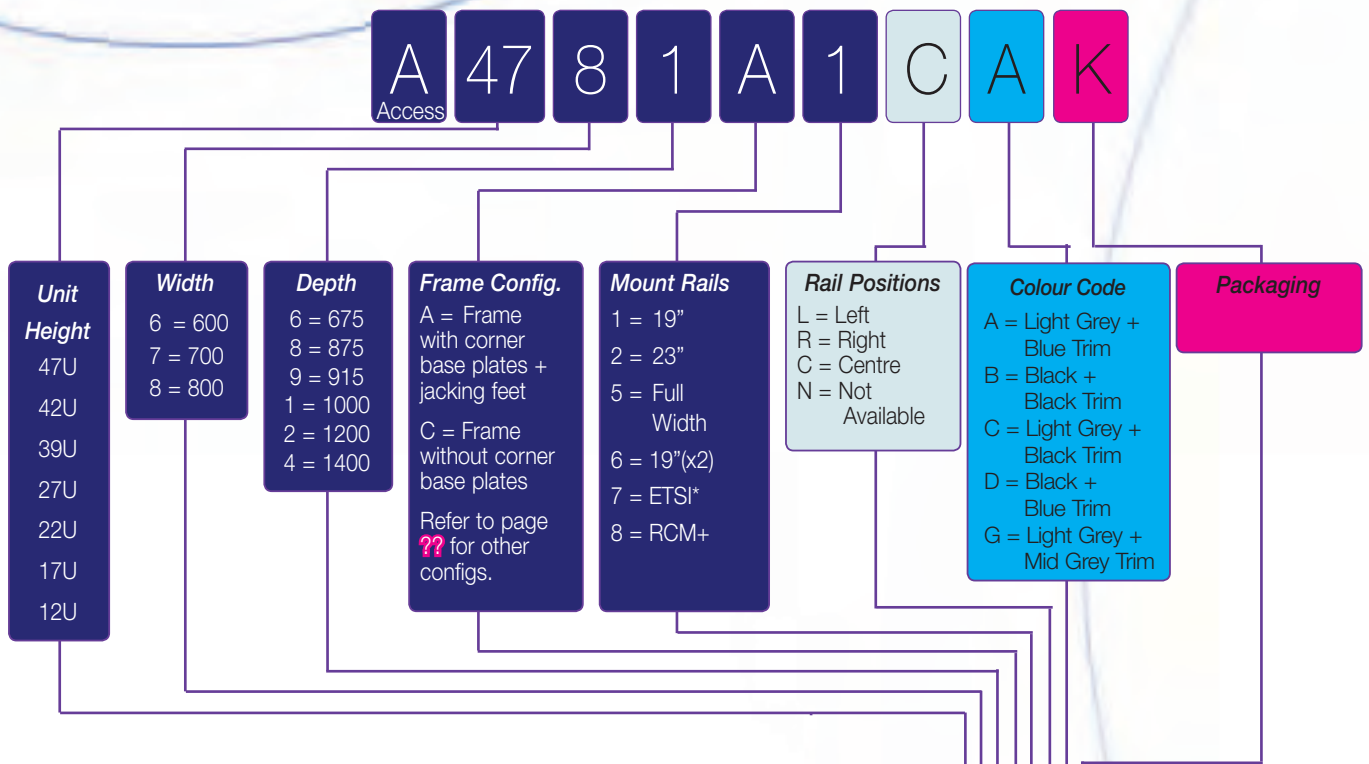 A 47 8 1 A 1 C A K
Access
Unit
Height
47U
42U
39U
27U
22U
17U
12U
Width
6 = 600
7 = 700
8 = 800
Depth
6 = 675
8 = 875
9 = 915
1 = 1000
2 = 1200
4 = 1400
Frame Config.
A = Frame
with corner
base plates +
jacking feet
C = Frame
without corner
base plates
Refer to page
?? for other
configs.
Mount Rails
1 = 19”
2 = 23”
5 = Full
Width
6 = 19”(x2)
7 = ETSI*
8 = RCM+
Rail Positions
L = Left
R = Right
C = Centre
N = Not
Available
Colour Code
A = Light Grey +
Blue Trim
B = Black +
Black Trim
C = Light Grey +
Black Trim
D = Black +
Blue Trim
G = Light Grey +
Mid Grey Trim
Packaging